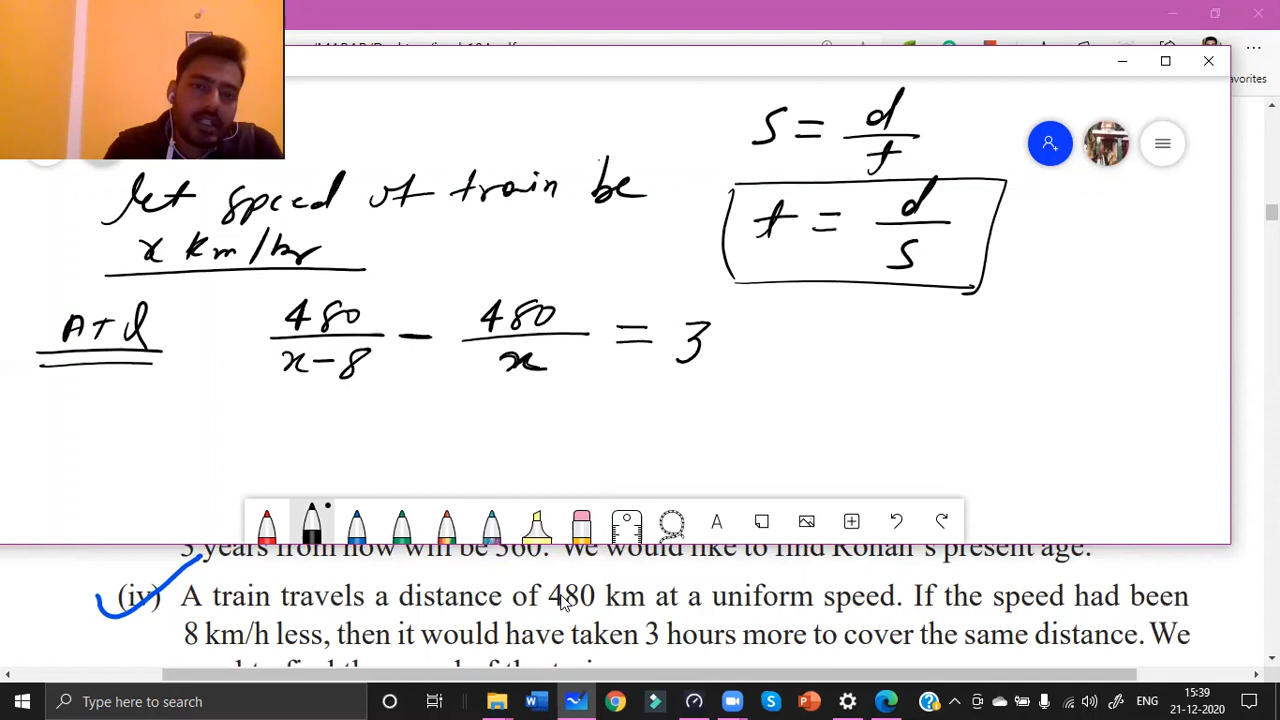 s = d/t
let speed of train be
x km/hr
t = d/s
ATQ 480/x-8 - 480/x = 3
A
3 years from now will be 360. We would like to find Rohan's present age.
(iv) A train travels a distance of 480 km at a uniform speed. If the speed had been
8 km/h less, then it would have taken 3 hours more to cover the same distance. We
Type here to search
ENG
15:39
21-12-2020